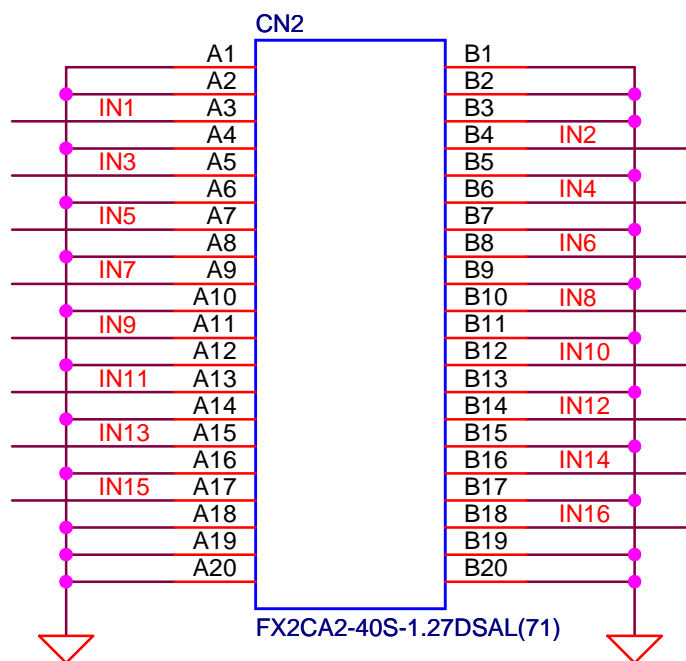 CN2
A1 B1
A2 B2
IN1 A3 B3
A4 B4 IN2
IN3 A5 B5
A6 B6 IN4
IN5 A7 B7
A8 B8 IN6
IN7 A9 B9
A10 B10 IN8
IN9 A11 B11
A12 B12 IN10
IN11 A13 B13
A14 B14 IN12
IN13 A15 B15
A16 B16 IN14
IN15 A17 B17
A18 B18 IN16
A19 B19
A20 B20
FX2CA2-40S-1.27DSAL(71)